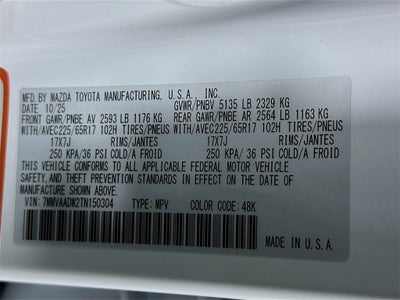 MFD.BY MAZDA TOYOTA MANUFACTURING, U.S.A., INC.
DATE 10/25 GVWR/PNBV 5135 LB 2329 KG
FRONT GAWR/PNBE AV 2593 LB 1176 KG REAR GAWR/PNBE AR 2564 LB 1163 KG
WITH/AVEC225/65R17 102H TIRES/PNEUS WITH/AVEC225/65R17 102H TIRES/PNEUS
17X7J RIMS/JANTES 17X7J RIMS/JANTES
250 KPA/36 PSI COLD/A FROID 250 KPA/36 PSI COLD/A FROID
THIS VEHICLE CONFORMS TO ALL APPLICABLE FEDERAL MOTOR VEHICLE
SAFETY, AND THEFT PREVENTION STANDARDS IN EFFECT ON THE DATE OF
MANUFACTURE SHOWN ABOVE.
VIN: 7MMVAADW2TN150304 TYPE: MPV COLOR CODE: 48K
MADE IN U.S.A.